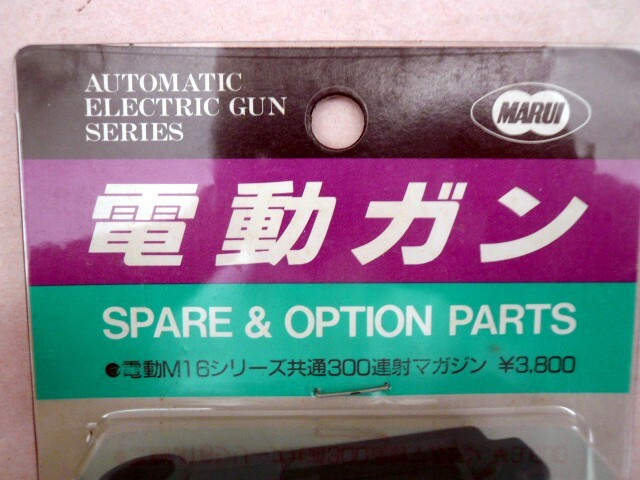 AUTOMATIC
ELECTRIC GUN
SERIES
MARUI
電動ガン
SPARE & OPTION PARTS
電動M16シリーズ共通300連射マガジン ¥3,800